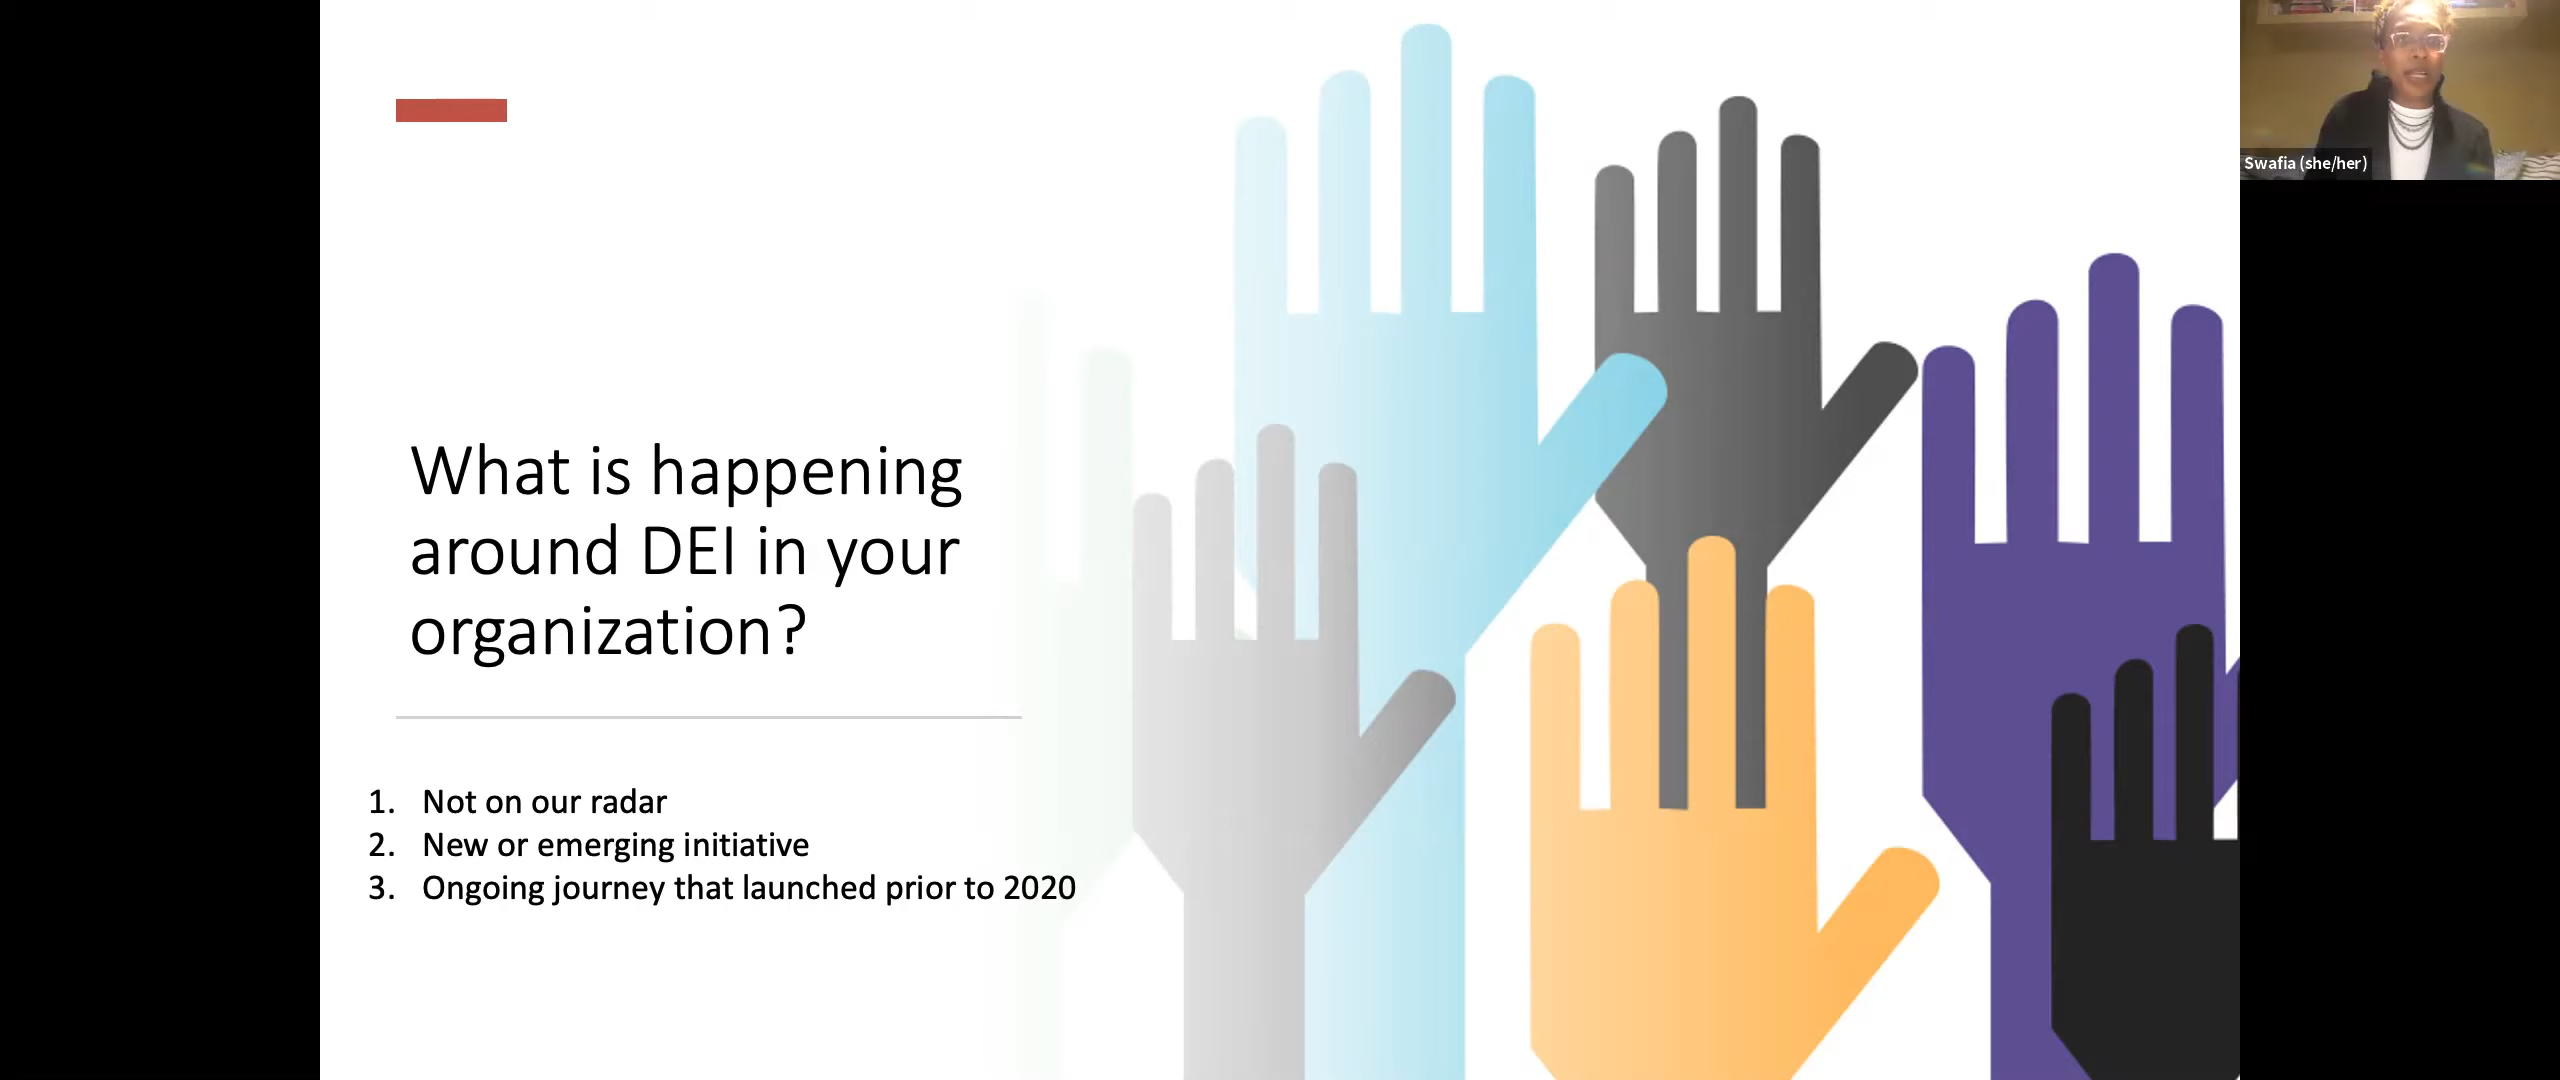 What is happening
around DEI in your
organization?
1. Not on our radar
2. New or emerging initiative
3. Ongoing journey that launched prior to 2020
Swafia (she/her)